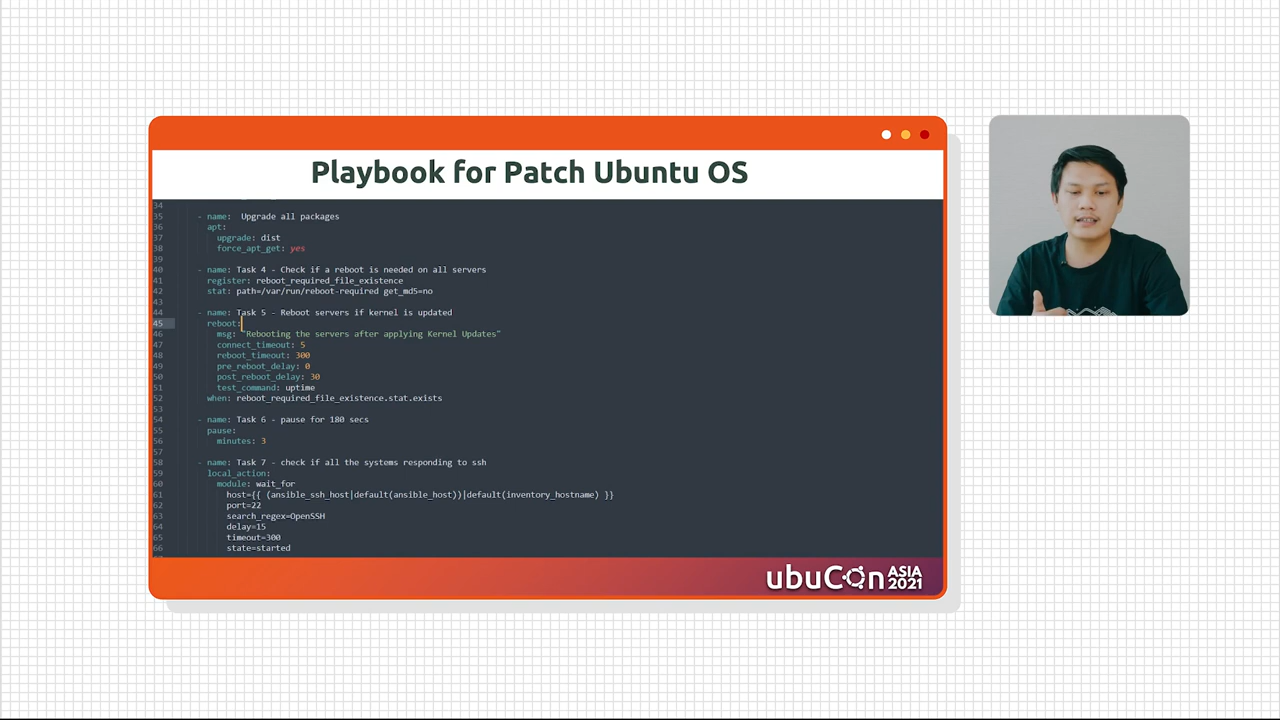 Playbook for Patch Ubuntu OS
34
35 - name:  Upgrade all packages
36 apt:
37 upgrade: dist
38 force_apt_get: yes
39
40 - name: Task 4 - Check if a reboot is needed on all servers
41 register: reboot_required_file_existence
42 stat: path=/var/run/reboot-required get_md5=no
43
44 - name: Task 5 - Reboot servers if kernel is updated
45 reboot:
46 msg: "Rebooting the servers after applying Kernel Updates"
47 connect_timeout: 5
48 reboot_timeout: 300
49 pre_reboot_delay: 0
50 post_reboot_delay: 30
51 test_command: uptime
52 when: reboot_required_file_existence.stat.exists
53
54 - name: Task 6 - pause for 180 secs
55 pause:
56 minutes: 3
57
58 - name: Task 7 - check if all the systems responding to ssh
59 local_action:
60 module: wait_for
61 host={{ (ansible_ssh_host|default(ansible_host))|default(inventory_hostname) }}
62 port=22
63 search_regex=OpenSSH
64 delay=15
65 timeout=300
66 state=started
ubuCon ASIA 2021